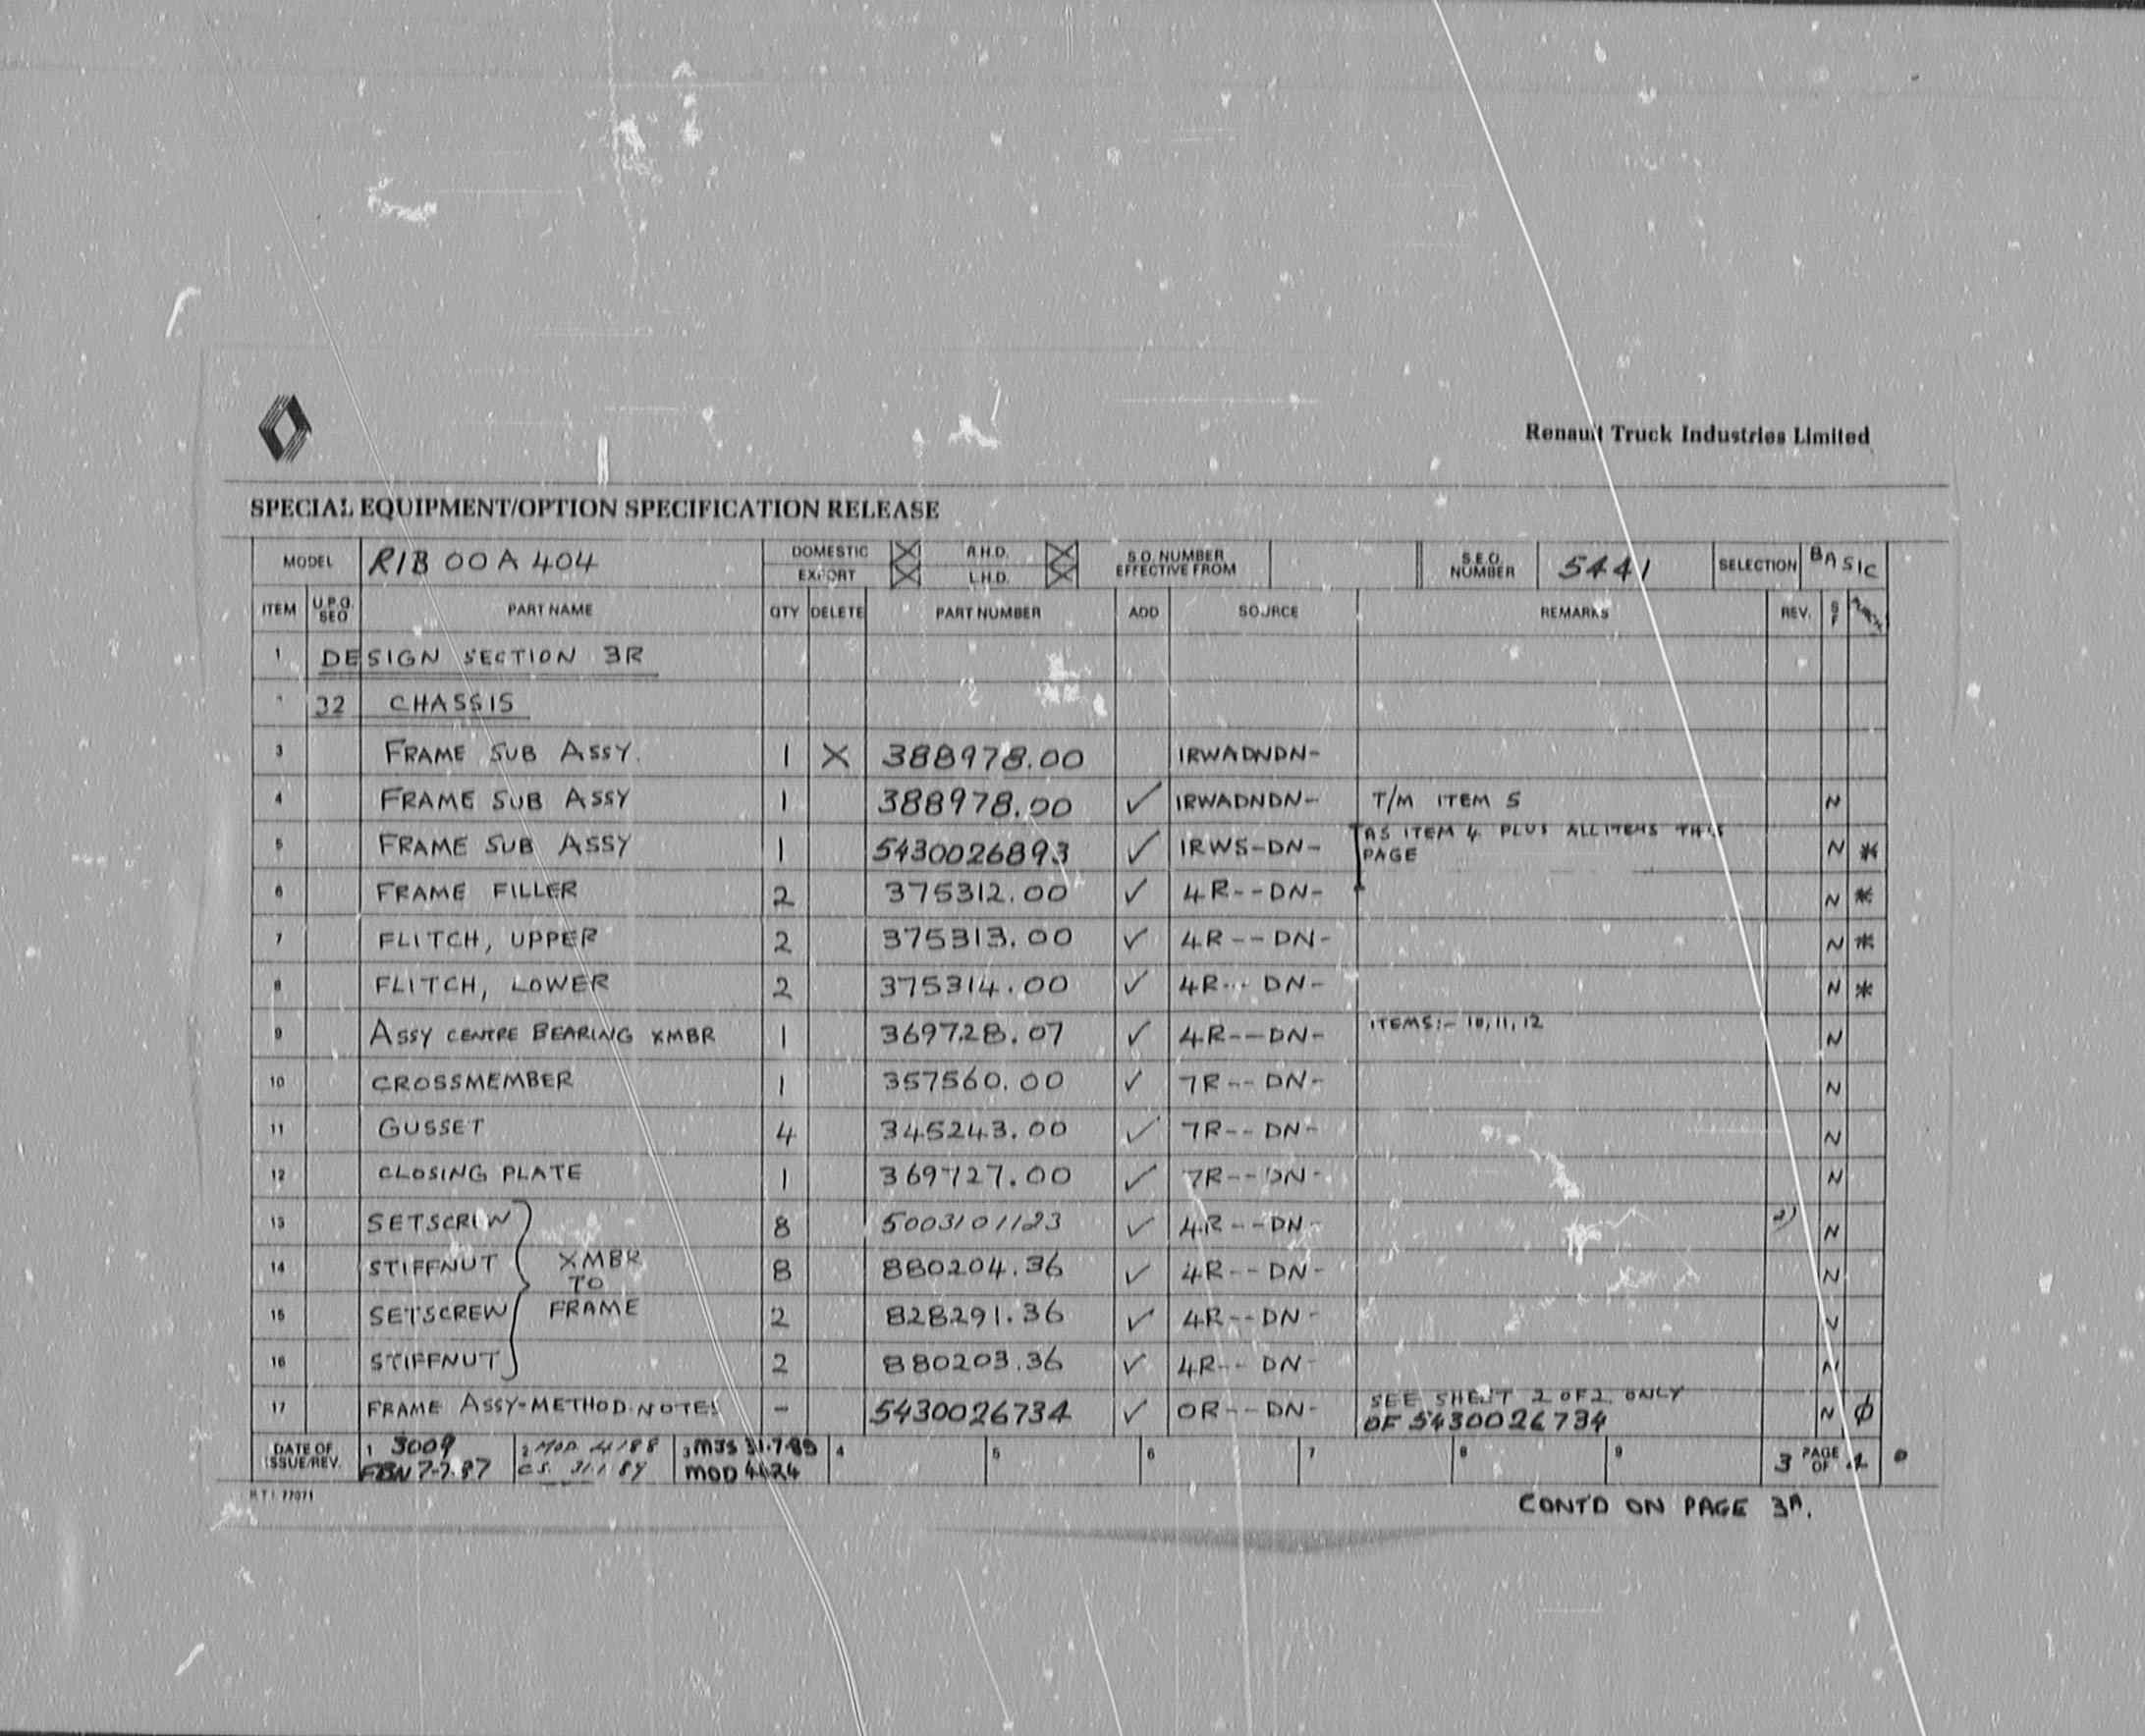 Renault Truck Industries Limited
SPECIAL EQUIPMENT/OPTION SPECIFICATION RELEASE
MODEL R1B 00A 404 DOMESTIC EXPORT R.H.D. L.H.D. S.O. NUMBER EFFECTIVE FROM S.E.O. NUMBER 5441 SELECTION BASIC
ITEM U.P.G. SEQ PART NAME QTY DELETE PART NUMBER ADD SOURCE REMARKS REV. S F
1 DESIGN SECTION 3R
32 CHASSIS
3 FRAME SUB ASSY. 1 X 388978.00 1RWADNDN-
4 FRAME SUB ASSY 1 388978.00 ✓ 1RWADNDN- T/M ITEM 5 N
5 FRAME SUB ASSY 1 5430026893 ✓ 1RWS-DN- AS ITEM 4 PLUS ALL ITEMS THIS PAGE N *
6 FRAME FILLER 2 375312.00 ✓ 4R--DN- N *
7 FLITCH, UPPER 2 375313.00 ✓ 4R--DN- N *
8 FLITCH, LOWER 2 375314.00 ✓ 4R--DN- N *
9 ASSY CENTRE BEARING XMBR 1 369728.07 ✓ 4R--DN- ITEMS:- 10,11,12 N
10 CROSSMEMBER 1 357560.00 ✓ 7R--DN- N
11 GUSSET 4 345243.00 ✓ 7R--DN- N
12 CLOSING PLATE 1 369727.00 ✓ 7R--DN- N
13 SETSCREW 8 5003101123 ✓ 4R--DN- 2) N
14 STIFFNUT 8 880204.36 ✓ 4R--DN- N
15 SETSCREW 2 828291.36 ✓ 4R--DN- N
16 STIFFNUT 2 880203.36 ✓ 4R--DN- N
XMBR
TO
FRAME
17 FRAME ASSY-METHOD NOTES - 5430026734 ✓ OR--DN- SEE SHEET 2 OF 2 ONLY OF 5430026734 N ϕ
DATE OF ISSUE/REV. 1 3009 2 MOD 4188 3 MJS 31.7.89 4 5 6 7 8 9 3 PAGE OF
7-7-87 C.S. 31.1.89 MOD 4424
R.T.I. 77071
CONT'D ON PAGE 3A.